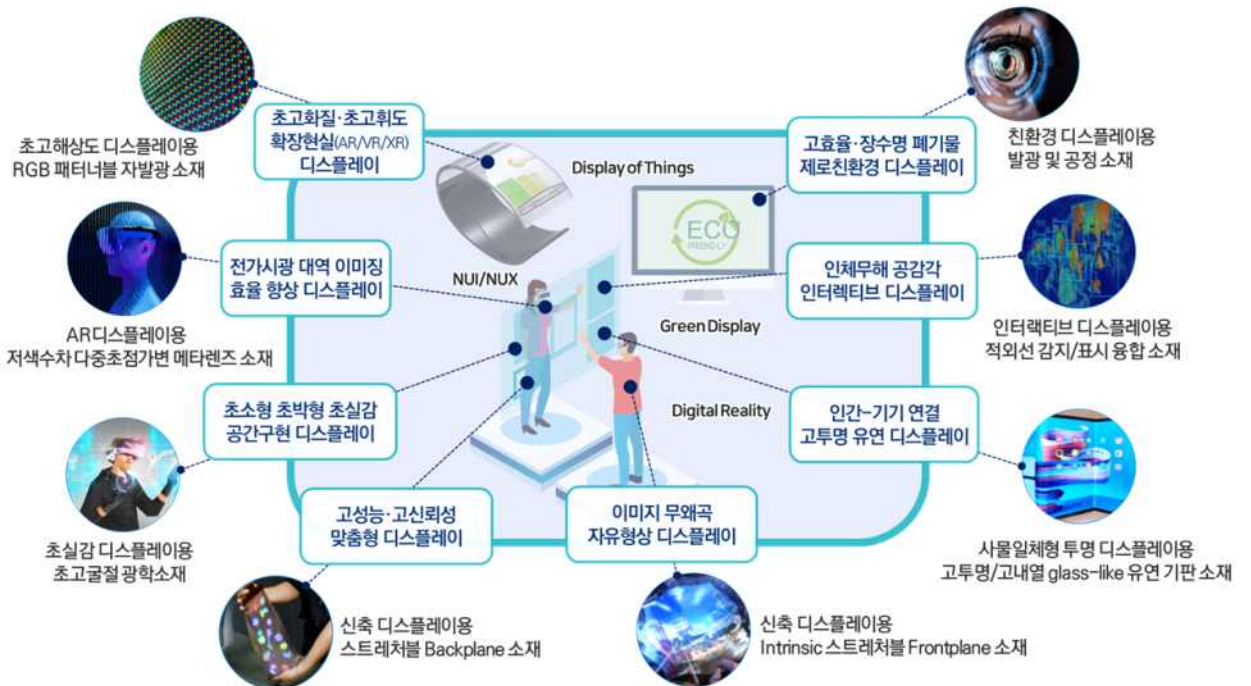 초고화질·초고휘도
확장현실(AR/VR/XR)
디스플레이
초고해상도 디스플레이용
RGB 패터너블 자발광 소재
Display of Things
고효율·장수명 폐기물
제로친환경 디스플레이
친환경 디스플레이용
발광 및 공정 소재
ECO
FRIENDLY
전가시광 대역 이미징
효율 향상 디스플레이
NUI/NUX
인체무해 공감각
인터렉티브 디스플레이
AR디스플레이용
저색수차 다중초점가변 메타렌즈 소재
Green Display
인터랙티브 디스플레이용
적외선 감지/표시 융합 소재
초소형 초박형 초실감
공간구현 디스플레이
Digital Reality
인간-기기 연결
고투명 유연 디스플레이
초실감 디스플레이용
초고굴절 광학소재
고성능·고신뢰성
맞춤형 디스플레이
이미지 무왜곡
자유형상 디스플레이
사물일체형 투명 디스플레이용
고투명/고내열 glass-like 유연 기판 소재
신축 디스플레이용
스트레처블 Backplane 소재
신축 디스플레이용
Intrinsic 스트레처블 Frontplane 소재